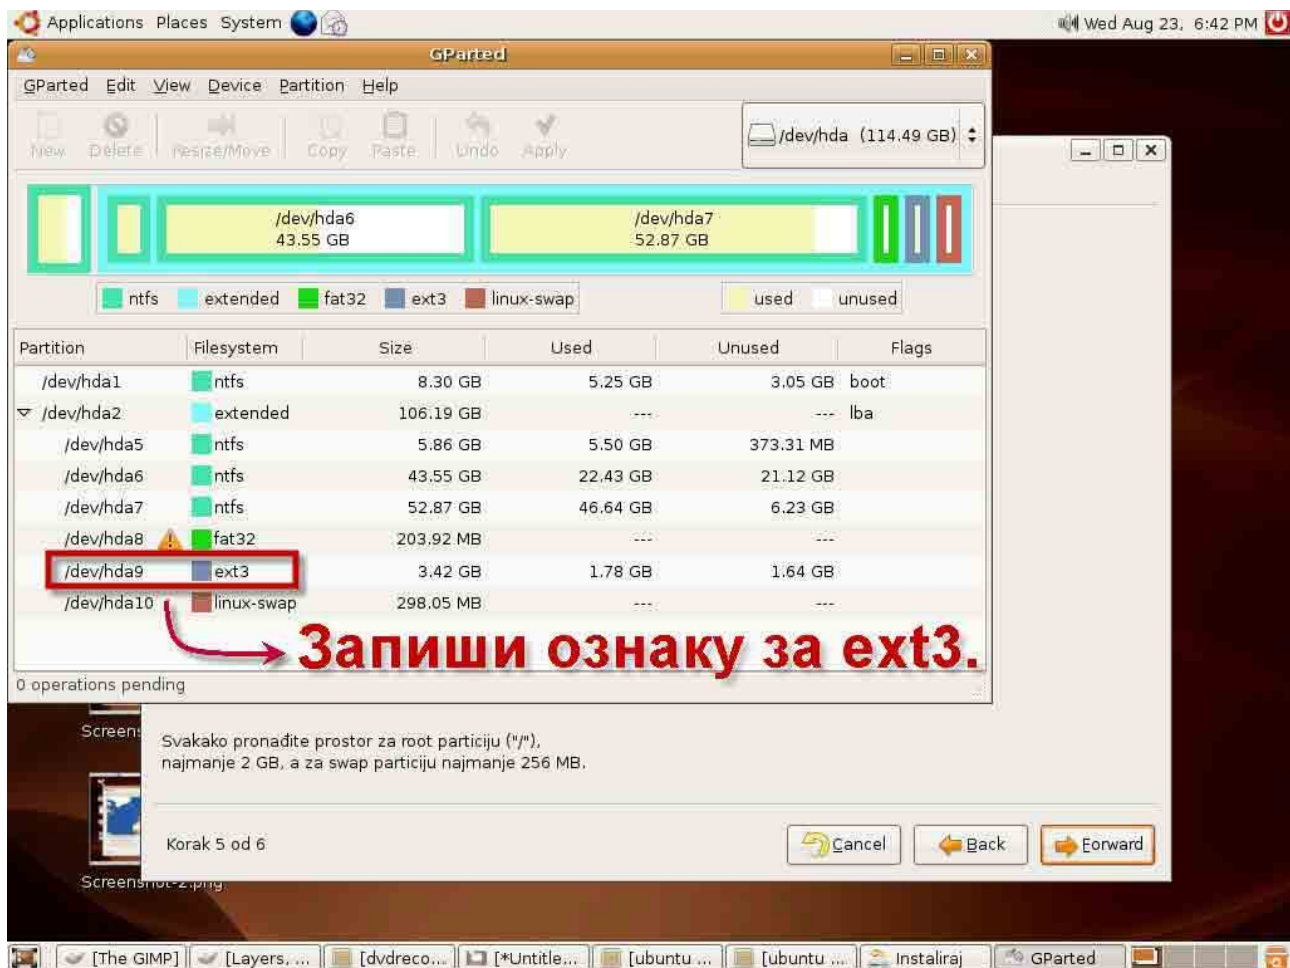 Applications Places System Wed Aug 23, 6:42 PM
GParted
GParted Edit View Device Partition Help
New Delete Resize/Move Copy Paste Undo Apply /dev/hda (114.49 GB)
/dev/hda6 /dev/hda7
43.55 GB 52.87 GB
ntfs extended fat32 ext3 linux-swap used unused
Partition Filesystem Size Used Unused Flags
/dev/hda1 ntfs 8.30 GB 5.25 GB 3.05 GB boot
/dev/hda2 extended 106.19 GB --- --- lba
/dev/hda5 ntfs 5.86 GB 5.50 GB 373.31 MB
/dev/hda6 ntfs 43.55 GB 22.43 GB 21.12 GB
/dev/hda7 ntfs 52.87 GB 46.64 GB 6.23 GB
/dev/hda8 fat32 203.92 MB --- ---
/dev/hda9 ext3 3.42 GB 1.78 GB 1.64 GB
/dev/hda10 linux-swap 298.05 MB --- ---
Запиши ознаку за ext3.
0 operations pending
Screens
Svakako pronađite prostor za root particiju ("/"),
najmanje 2 GB, a za swap particiju najmanje 256 MB.
Korak 5 od 6 Cancel Back Forward
Screenshot-2.png
[The GIMP] [Layers, ... [dvdreco... [*Untitle... [ubuntu ... [ubuntu ... Instaliraj GParted